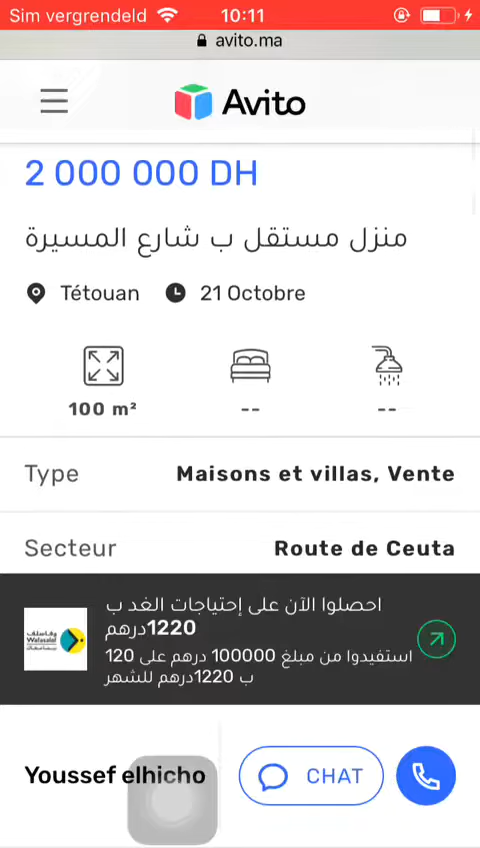 Sim vergrendeld 10:11
avito.ma
Avito
2 000 000 DH
منزل مستقل ب شارع المسيرة
Tétouan 21 Octobre
100 m² -- --
Type Maisons et villas, Vente
Secteur Route de Ceuta
احصلوا الآن على إحتياجات الغد ب
1220درهم
استفيدوا من مبلغ 100000 درهم على 120
ب 1220درهم للشهر
وفاسلف
Wafasalaf
Youssef elhicho CHAT